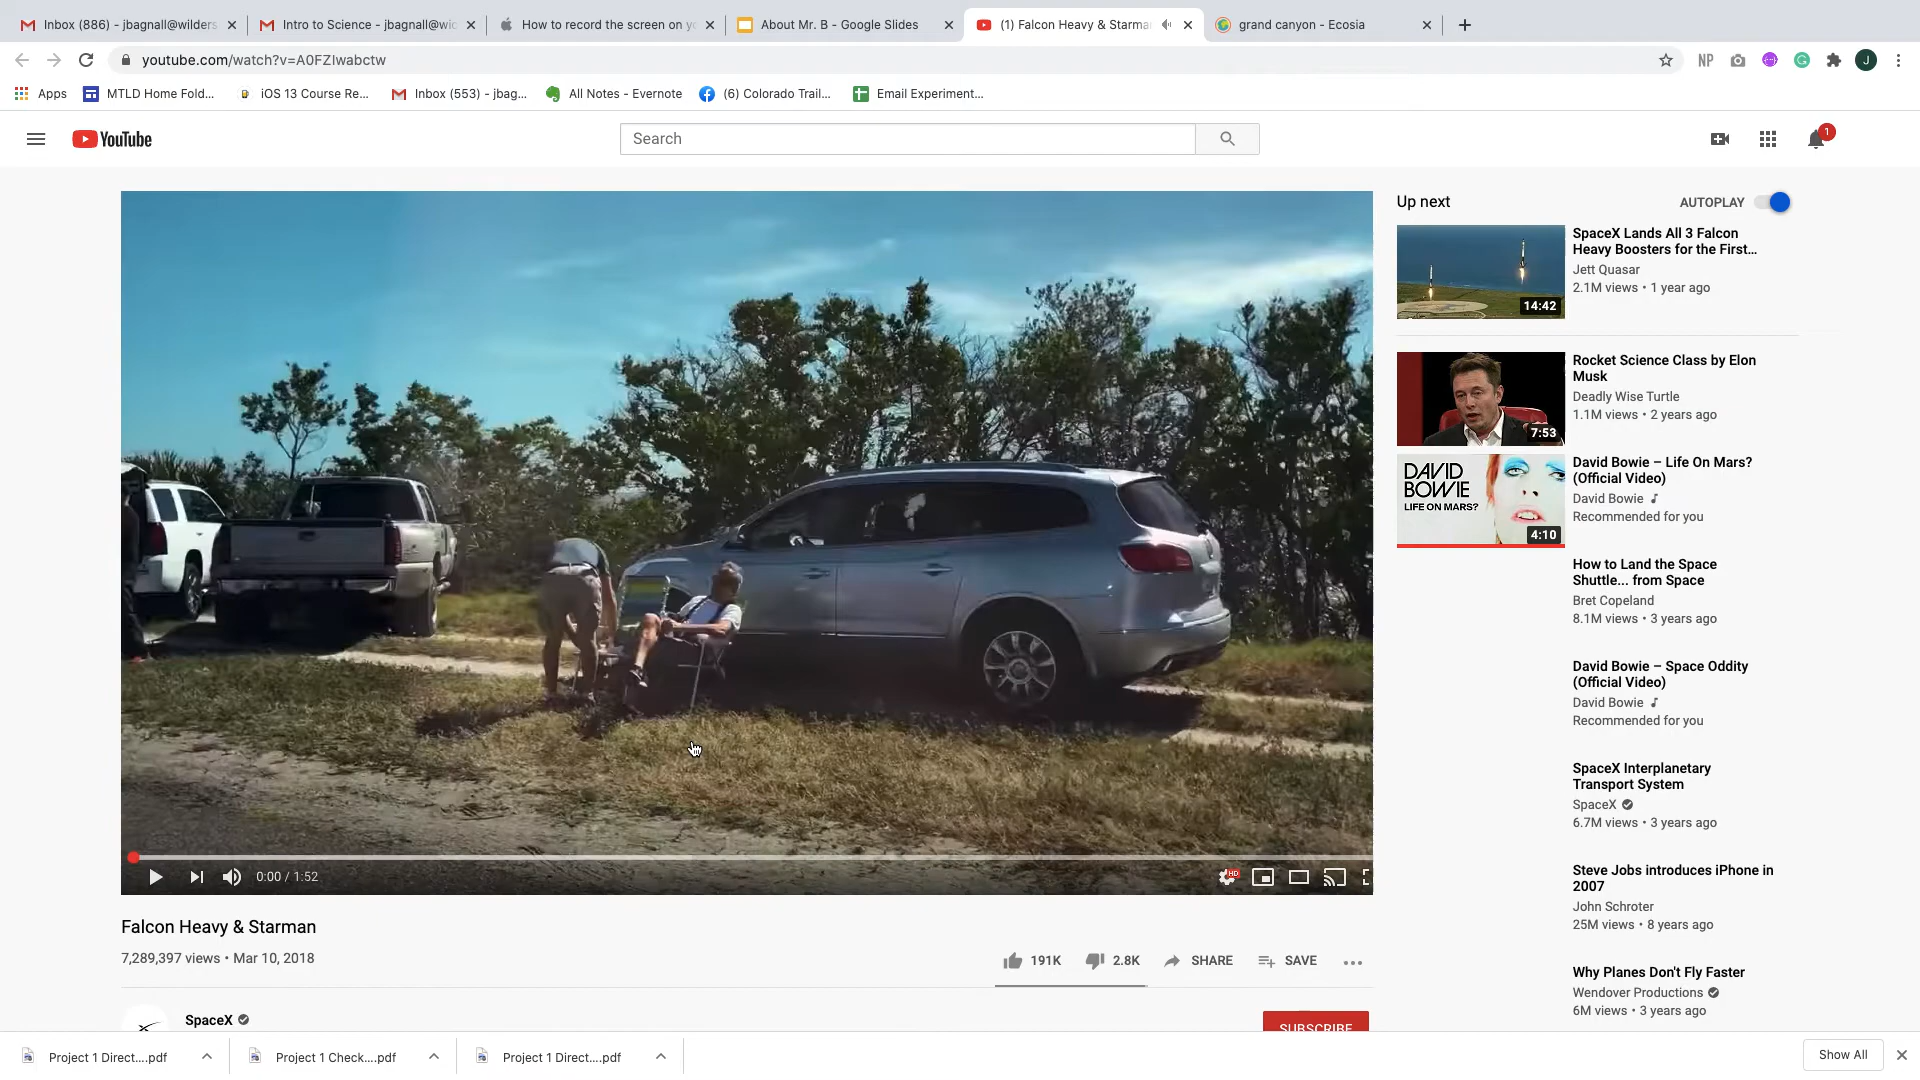 Inbox (886) - jbagnall@wilders
Intro to Science - jbagnall@wi
How to record the screen on yo
About Mr. B - Google Slides
(1) Falcon Heavy & Starma
grand canyon - Ecosia
youtube.com/watch?v=A0FZIwabctw
NP
J
Apps
MTLD Home Fold...
iOS 13 Course Re...
Inbox (553) - jbag...
All Notes - Evernote
(6) Colorado Trail...
Email Experiment...
YouTube
Search
1
Up next
AUTOPLAY
SpaceX Lands All 3 Falcon
Heavy Boosters for the First...
Jett Quasar
2.1M views • 1 year ago
14:42
Rocket Science Class by Elon
Musk
Deadly Wise Turtle
1.1M views • 2 years ago
7:53
DAVID
BOWIE
LIFE ON MARS?
4:10
David Bowie – Life On Mars?
(Official Video)
David Bowie
Recommended for you
How to Land the Space
Shuttle... from Space
Bret Copeland
8.1M views • 3 years ago
David Bowie – Space Oddity
(Official Video)
David Bowie
Recommended for you
SpaceX Interplanetary
Transport System
SpaceX
6.7M views • 3 years ago
Steve Jobs introduces iPhone in
2007
John Schroter
25M views • 8 years ago
Why Planes Don't Fly Faster
Wendover Productions
6M views • 3 years ago
0:00 / 1:52
HD
Falcon Heavy & Starman
7,289,397 views • Mar 10, 2018
191K
2.8K
SHARE
SAVE
SpaceX
SUBSCRIBE
Project 1 Direct....pdf
Project 1 Check....pdf
Project 1 Direct....pdf
Show All